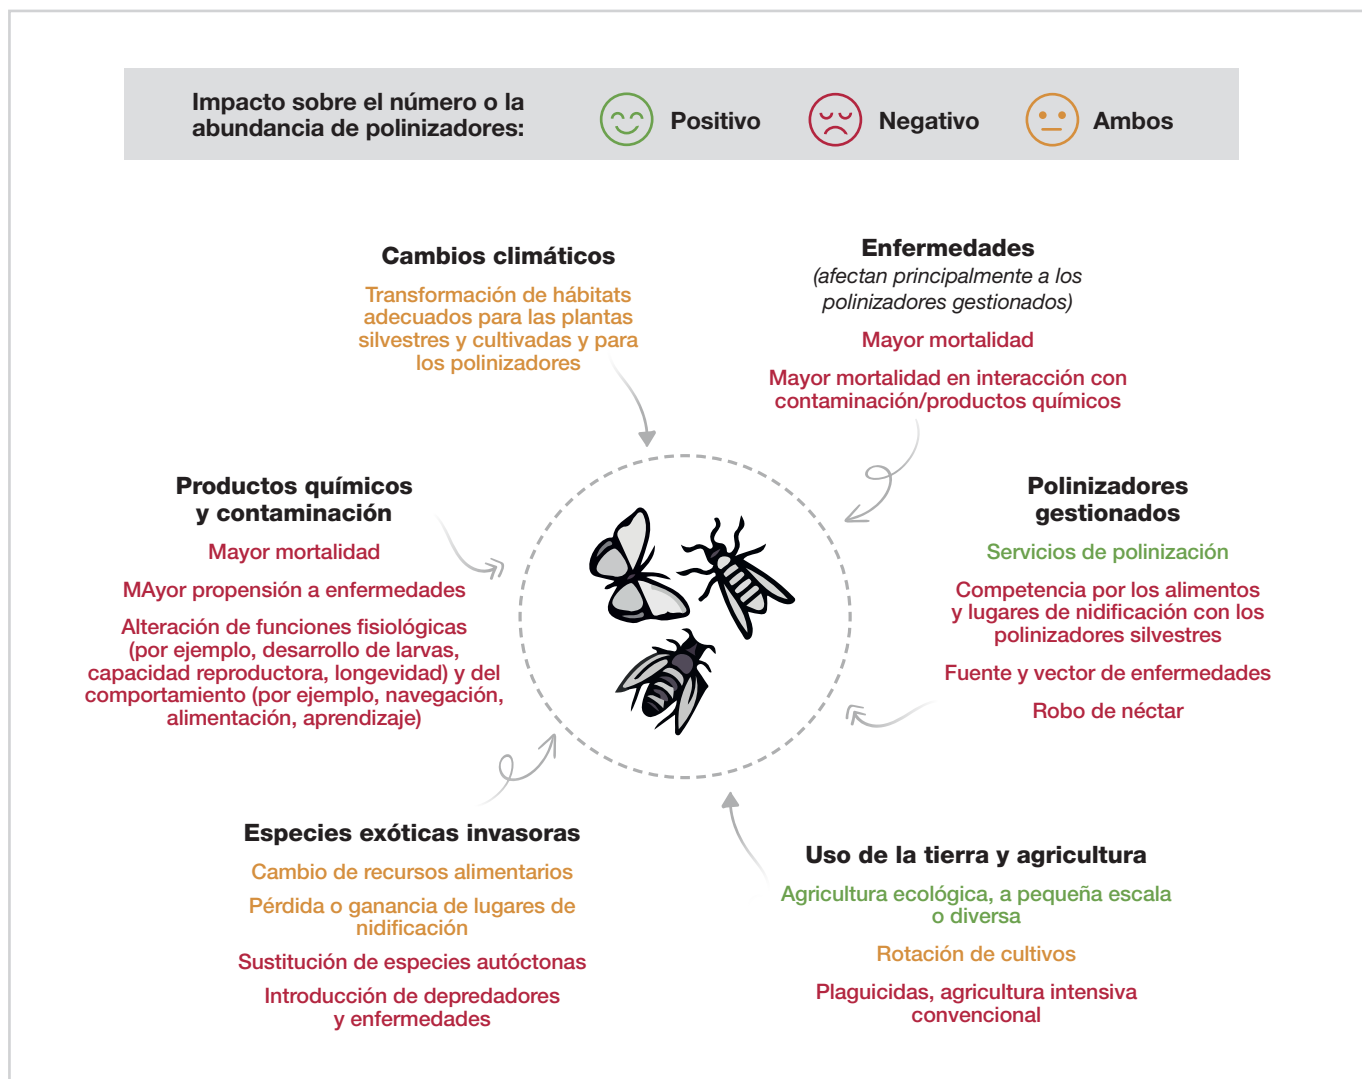 Impacto sobre el número o la
abundancia de polinizadores:
Positivo
Negativo
Ambos
Cambios climáticos
Transformación de hábitats
adecuados para las plantas
silvestres y cultivadas y para
los polinizadores
Enfermedades
(afectan principalmente a los
polinizadores gestionados)
Mayor mortalidad
Mayor mortalidad en interacción con
contaminación/productos químicos
Productos químicos
y contaminación
Mayor mortalidad
MAyor propensión a enfermedades
Alteración de funciones fisiológicas
(por ejemplo, desarrollo de larvas,
capacidad reproductora, longevidad) y del
comportamiento (por ejemplo, navegación,
alimentación, aprendizaje)
Polinizadores
gestionados
Servicios de polinización
Competencia por los alimentos
y lugares de nidificación con los
polinizadores silvestres
Fuente y vector de enfermedades
Robo de néctar
Especies exóticas invasoras
Cambio de recursos alimentarios
Pérdida o ganancia de lugares de
nidificación
Sustitución de especies autóctonas
Introducción de depredadores
y enfermedades
Uso de la tierra y agricultura
Agricultura ecológica, a pequeña escala
o diversa
Rotación de cultivos
Plaguicidas, agricultura intensiva
convencional